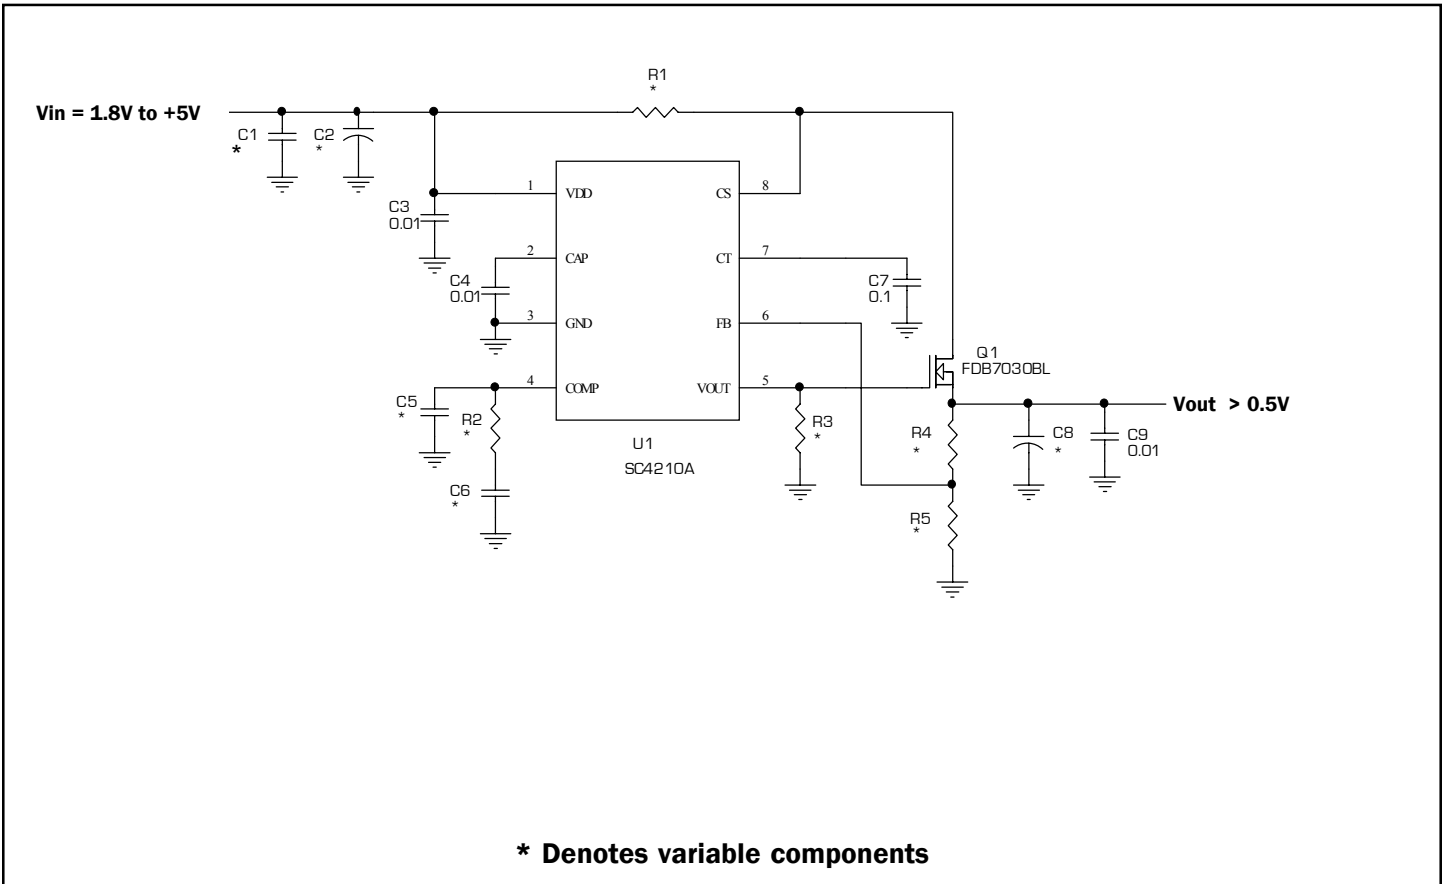 R1
*
Vin = 1.8V to +5V
C1
*
C2
*
1
VDD
CS
8
C3
0.01
2
CAP
CT
7
C4
0.01
C7
0.1
3
GND
FB
6
Q1
FDB7030BL
4
COMP
VOUT
5
C5
*
R2
*
R3
*
Vout > 0.5V
R4
*
C8
*
C9
0.01
U1
SC4210A
C6
*
R5
*
* Denotes variable components